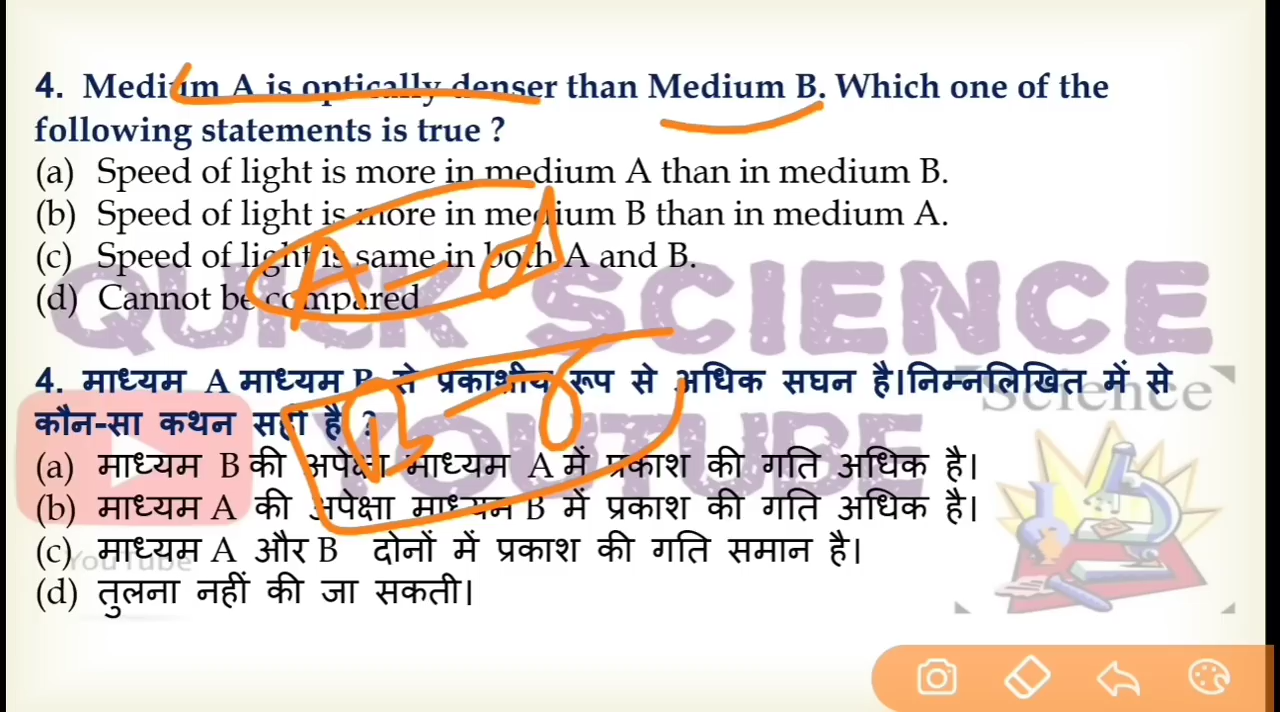 4. Medium A is optically denser than Medium B. Which one of the
following statements is true ?
(a) Speed of light is more in medium A than in medium B.
(b) Speed of light is more in medium B than in medium A.
(c) Speed of light is same in both A and B.
(d) Cannot be compared
A - d
QUICK SCIENCE
4. माध्यम A माध्यम B से प्रकाशीय रूप से अधिक सघन है।निम्नलिखित में से
Science
कौन-सा कथन सही है ?
B - r
YOUTUBE
(a) माध्यम B की अपेक्षा माध्यम A में प्रकाश की गति अधिक है।
(b) माध्यम A की अपेक्षा माध्यम B में प्रकाश की गति अधिक है।
(c) माध्यम A और B दोनों में प्रकाश की गति समान है।
YouTube
(d) तुलना नहीं की जा सकती।